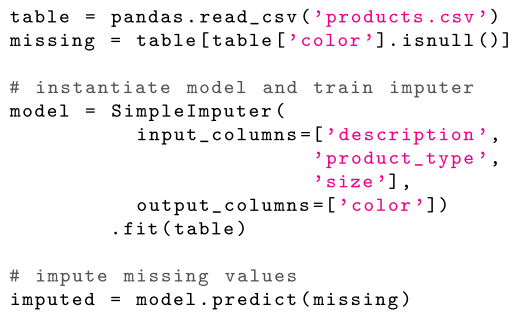 table = pandas.read_csv('products.csv')
missing = table[table['color'].isnull()]
# instantiate model and train imputer
model = SimpleImputer(
input_columns=['description',
'product_type',
'size'],
output_columns=['color'])
.fit(table)
# impute missing values
imputed = model.predict(missing)